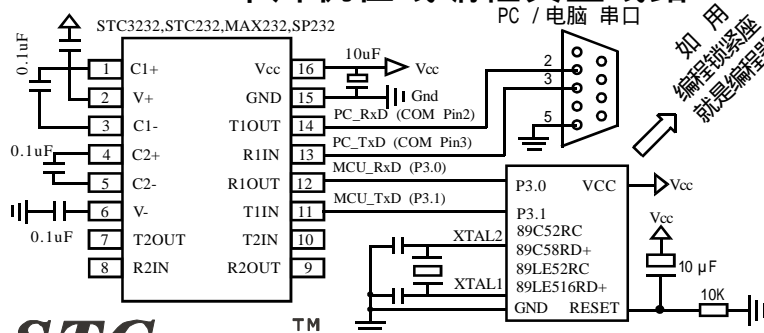 STC3232,STC232,MAX232,SP232
PC / 电脑 串口
如 用
编程锁紧座
就是编程器
0.1uF
1 C1+
2 V+
3 C1-
4 C2+
5 C2-
6 V-
7 T2OUT
8 R2IN
Vcc 16
GND 15
T1OUT 14
R1IN 13
R1OUT 12
T1IN 11
T2IN 10
R2OUT 9
0.1uF
0.1uF
10uF
Vcc
Gnd
PC_RxD (COM Pin2)
PC_TxD (COM Pin3)
MCU_RxD (P3.0)
MCU_TxD (P3.1)
2
3
5
P3.0 VCC
P3.1
89C52RC
89C58RD+
89LE52RC
89LE516RD+
GND RESET
XTAL2
XTAL1
Vcc
Vcc
10 μF
10K
STC
TM